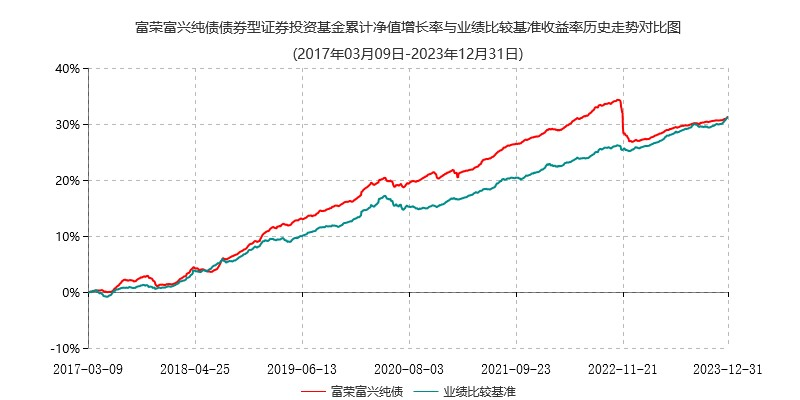 富荣富兴纯债债券型证券投资基金累计净值增长率与业绩比较基准收益率历史走势对比图
(2017年03月09日-2023年12月31日)
40%
30%
20%
10%
0%
-10%
2017-03-09 2018-04-25 2019-06-13 2020-08-03 2021-09-23 2022-11-21 2023-12-31
富荣富兴纯债 业绩比较基准